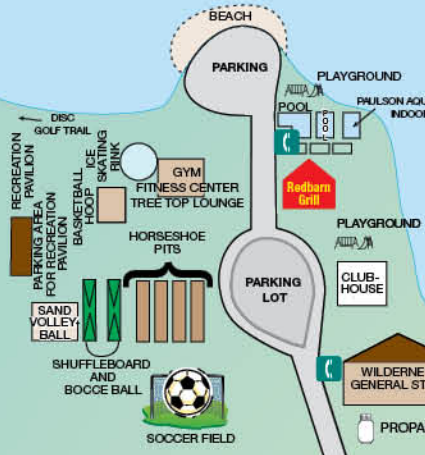 BEACH
PARKING
PLAYGROUND
POOL
POOL
PAULSON AQU
INDOOR
DISC
GOLF TRAIL
ICE
SKATING
RINK
RECREATION
PAVILION
BASKETBALL
HOOP
GYM
FITNESS CENTER
TREE TOP LOUNGE
Redbarn
Grill
PARKING AREA
FOR RECREATION
PAVILION
HORSESHOE
PITS
PLAYGROUND
PARKING
LOT
CLUB-
HOUSE
SAND
VOLLEY-
BALL
SHUFFLEBOARD
AND
BOCCE BALL
WILDERNE
GENERAL ST
SOCCER FIELD
PROPA